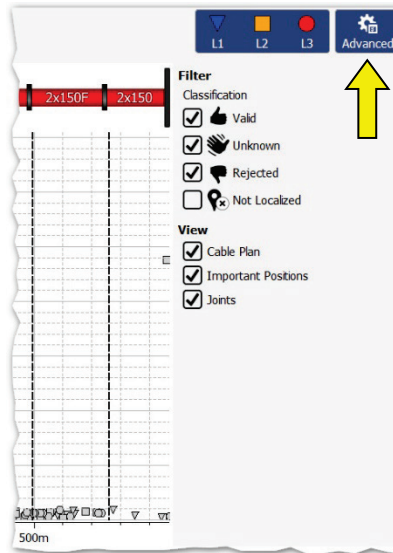 L1 L2 L3 Advanced
2x150F 2x150
Filter
Classification
Valid
Unknown
Rejected
Not Localized
View
Cable Plan
Important Positions
Joints
500m